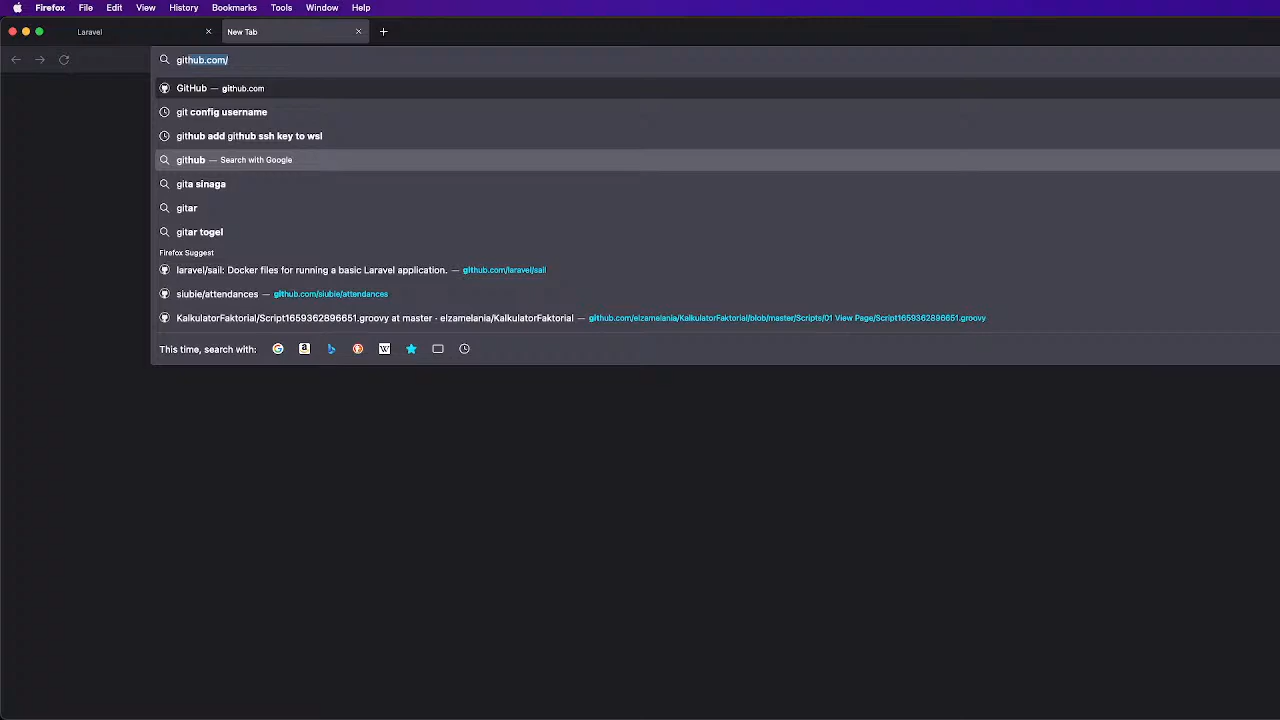 Firefox File Edit View History Bookmarks Tools Window Help
Laravel New Tab
github.com/
GitHub — github.com
git config username
github add github ssh key to wsl
github — Search with Google
gita sinaga
gitar
gitar togel
Firefox Suggest
laravel/sail: Docker files for running a basic Laravel application. — github.com/laravel/sail
siubie/attendances — github.com/siubie/attendances
KalkulatorFaktorial/Script1659362896651.groovy at master · elzamelania/KalkulatorFaktorial — github.com/elzamelania/KalkulatorFaktorial/blob/master/Scripts/01 View Page/Script1659362896651.groovy
This time, search with: